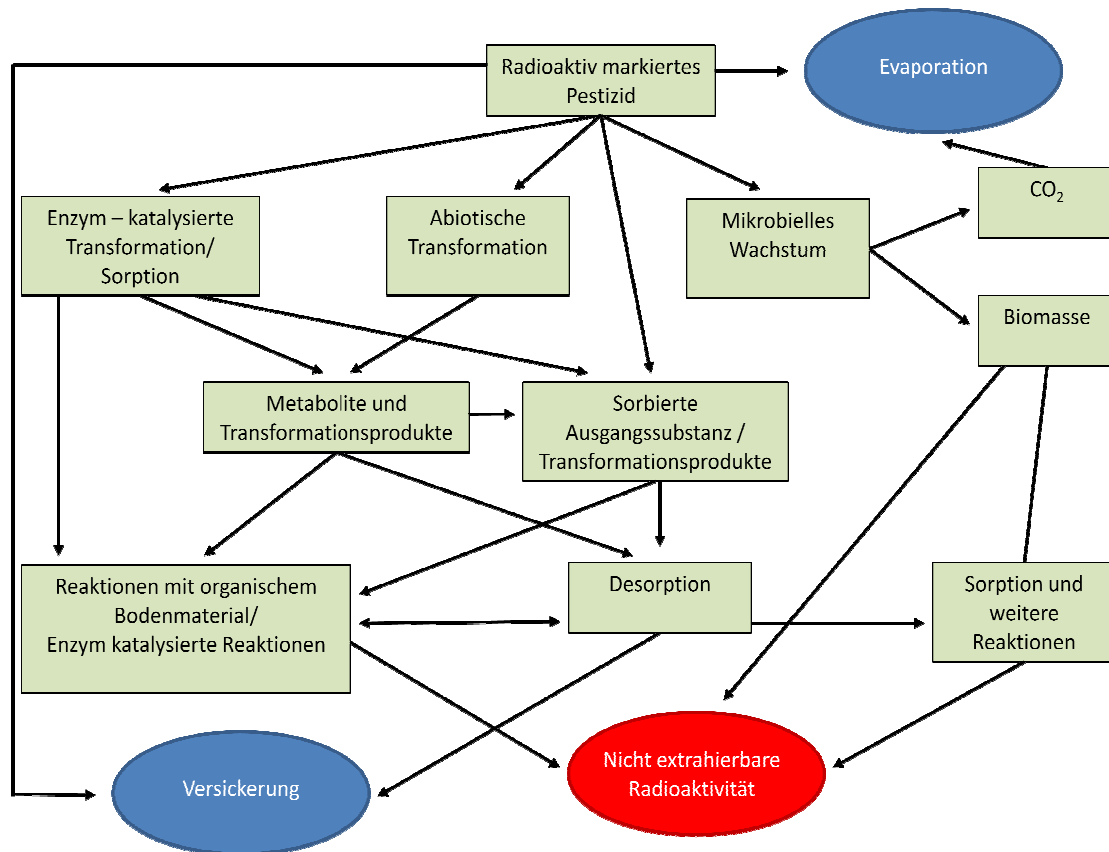 Radioaktiv markiertes
Pestizid
Evaporation
Enzym – katalysierte
Transformation/
Sorption
Abiotische
Transformation
Mikrobielles
Wachstum
CO₂
Biomasse
Metabolite und
Transformationsprodukte
Sorbierte
Ausgangssubstanz /
Transformationsprodukte
Reaktionen mit organischem
Bodenmaterial/
Enzym katalysierte Reaktionen
Desorption
Sorption und
weitere
Reaktionen
Versickerung
Nicht extrahierbare
Radioaktivität